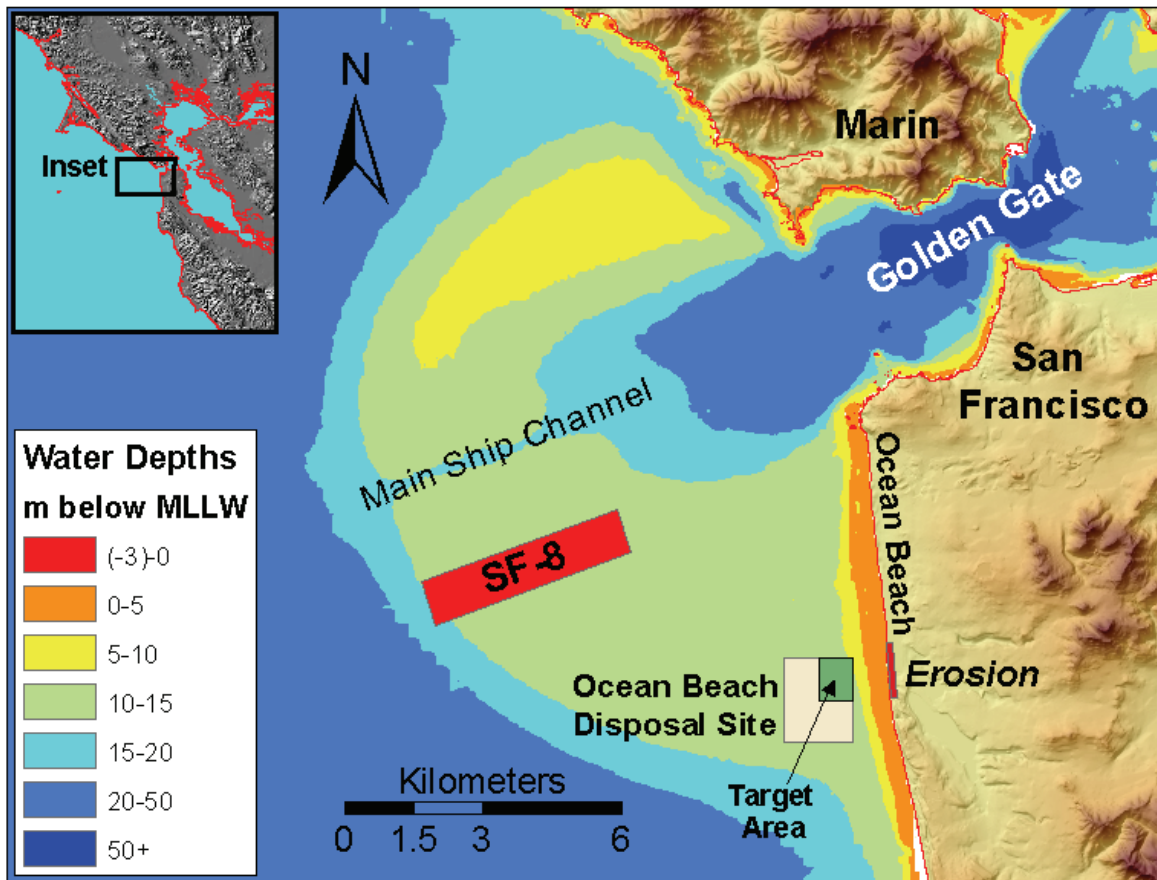 Inset
N
Marin
Golden Gate
San
Francisco
Main Ship Channel
Ocean Beach
SF-8
Erosion
Ocean Beach
Disposal Site
Target
Area
Water Depths
m below MLLW
(-3)-0
0-5
5-10
10-15
15-20
20-50
50+
Kilometers
0 1.5 3 6